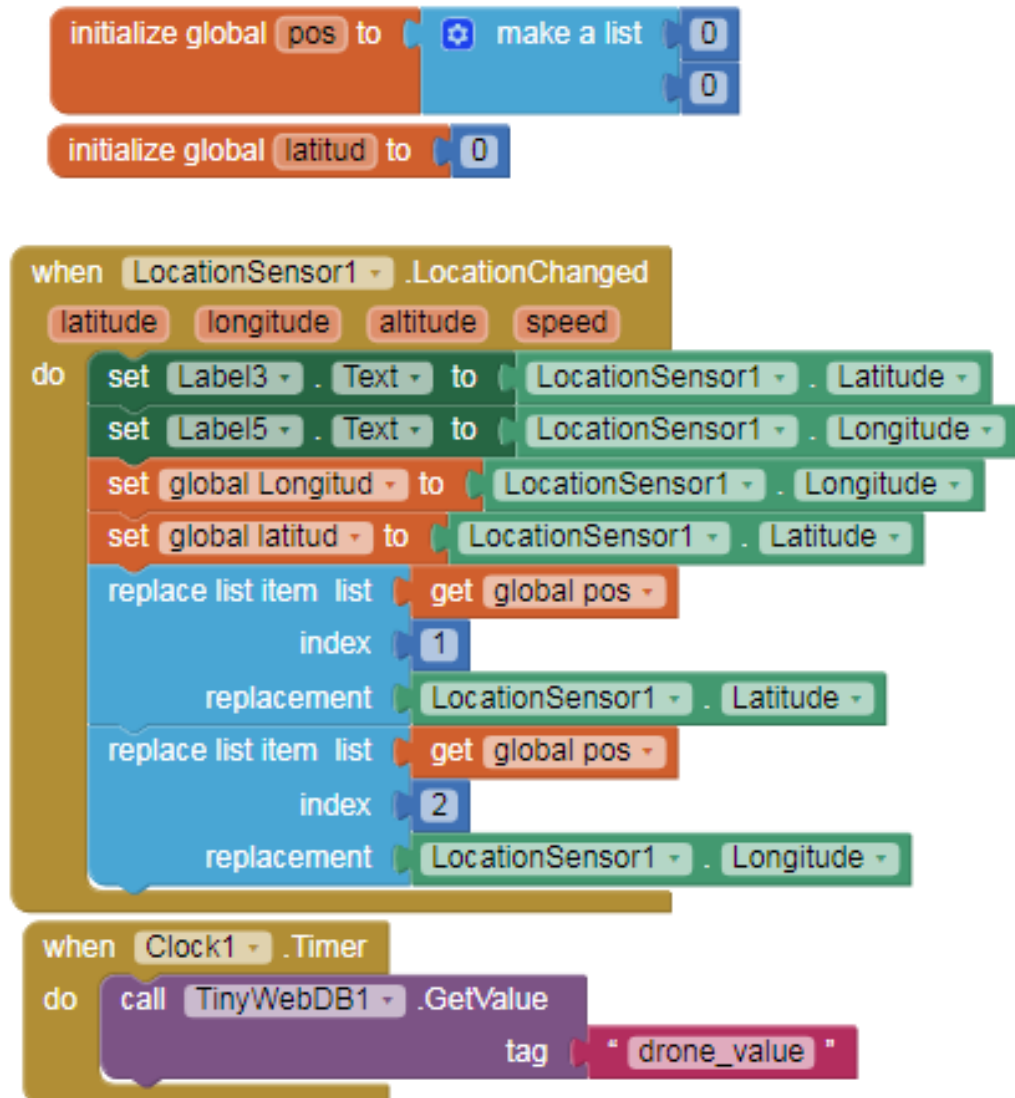 initialize global pos to make a list 0
0
initialize global latitud to 0
when LocationSensor1 .LocationChanged
latitude longitude altitude speed
do set Label3 . Text to LocationSensor1 . Latitude
set Label5 . Text to LocationSensor1 . Longitude
set global Longitud to LocationSensor1 . Longitude
set global latitud to LocationSensor1 . Latitude
replace list item list get global pos
index 1
replacement LocationSensor1 . Latitude
replace list item list get global pos
index 2
replacement LocationSensor1 . Longitude
when Clock1 .Timer
do call TinyWebDB1 .GetValue
tag " drone_value "